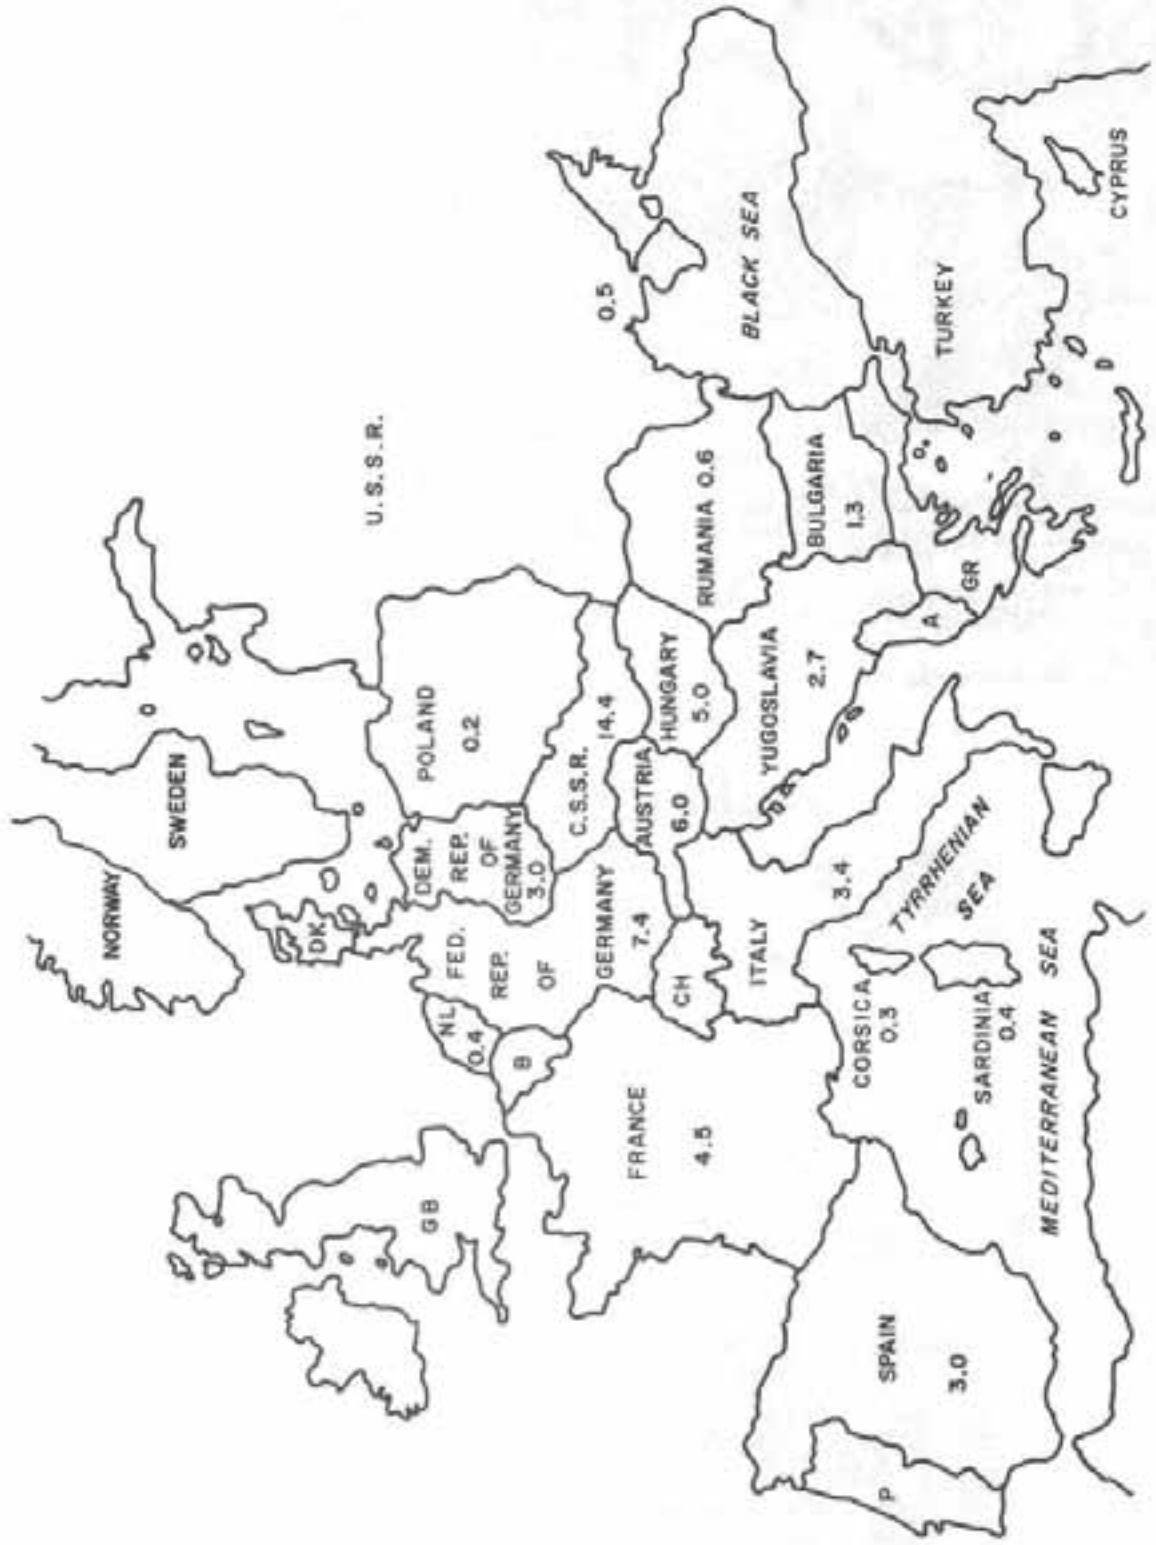 NORWAY
SWEDEN
DK
U.S.S.R.
GB
NL
0.4
B
FED.
REP.
OF
GERMANY
7.4
DEM.
REP.
OF
GERMANY
3.0
POLAND
0.2
C.S.S.R.
14.4
0.5
FRANCE
4.5
CH
AUSTRIA
6.0
HUNGARY
5.0
RUMANIA 0.6
BLACK SEA
ITALY
3.4
YUGOSLAVIA
2.7
BULGARIA
1.3
SPAIN
3.0
P
CORSICA
0.3
SARDINIA
0.4
TYRRHENIAN
SEA
A
GR
TURKEY
MEDITERRANEAN SEA
CYPRUS